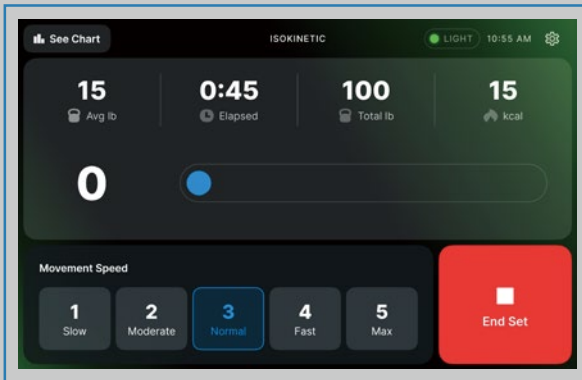 See Chart
ISOKINETIC
LIGHT 10:55 AM
15 0:45 100 15
Avg lb Elapsed Total lb kcal
0
Movement Speed
1 2 3 4 5
Slow Moderate Normal Fast Max
End Set